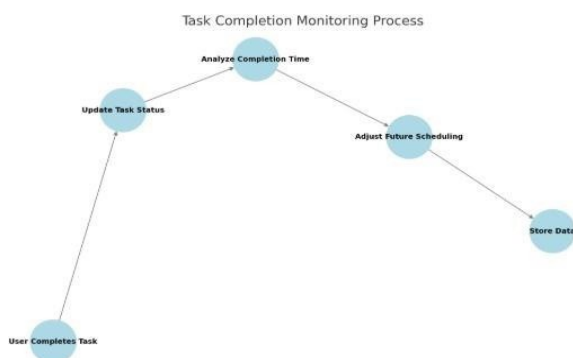 Task Completion Monitoring Process
Analyze Completion Time
Update Task Status
Adjust Future Scheduling
Store Data
User Completes Task